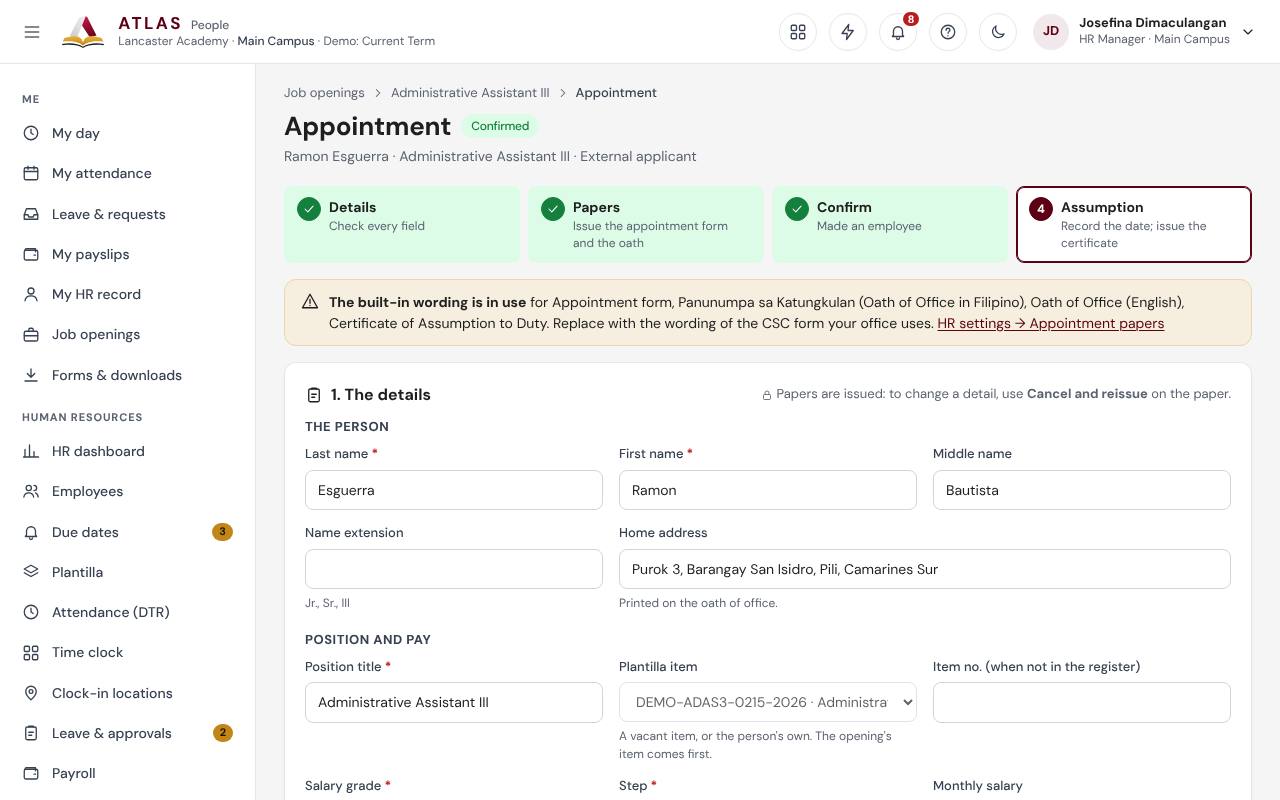 ATLAS People
Lancaster Academy · Main Campus · Demo: Current Term
8
JD
Josefina Dimaculangan
HR Manager · Main Campus
ME
My day
My attendance
Leave & requests
My payslips
My HR record
Job openings
Forms & downloads
HUMAN RESOURCES
HR dashboard
Employees
Due dates 3
Plantilla
Attendance (DTR)
Time clock
Clock-in locations
Leave & approvals 2
Payroll
Job openings > Administrative Assistant III > Appointment
Appointment Confirmed
Ramon Esguerra · Administrative Assistant III · External applicant
Details
Check every field
Papers
Issue the appointment form
and the oath
Confirm
Made an employee
4 Assumption
Record the date; issue the
certificate
The built-in wording is in use for Appointment form, Panunumpa sa Katungkulan (Oath of Office in Filipino), Oath of Office (English),
Certificate of Assumption to Duty. Replace with the wording of the CSC form your office uses. HR settings → Appointment papers
1. The details
Papers are issued: to change a detail, use Cancel and reissue on the paper.
THE PERSON
Last name * First name * Middle name
Esguerra Ramon Bautista
Name extension Home address
Purok 3, Barangay San Isidro, Pili, Camarines Sur
Jr., Sr., III Printed on the oath of office.
POSITION AND PAY
Position title * Plantilla item Item no. (when not in the register)
Administrative Assistant III DEMO-ADAS3-0215-2026 · Administra
A vacant item, or the person's own. The opening's
item comes first.
Salary grade * Step * Monthly salary